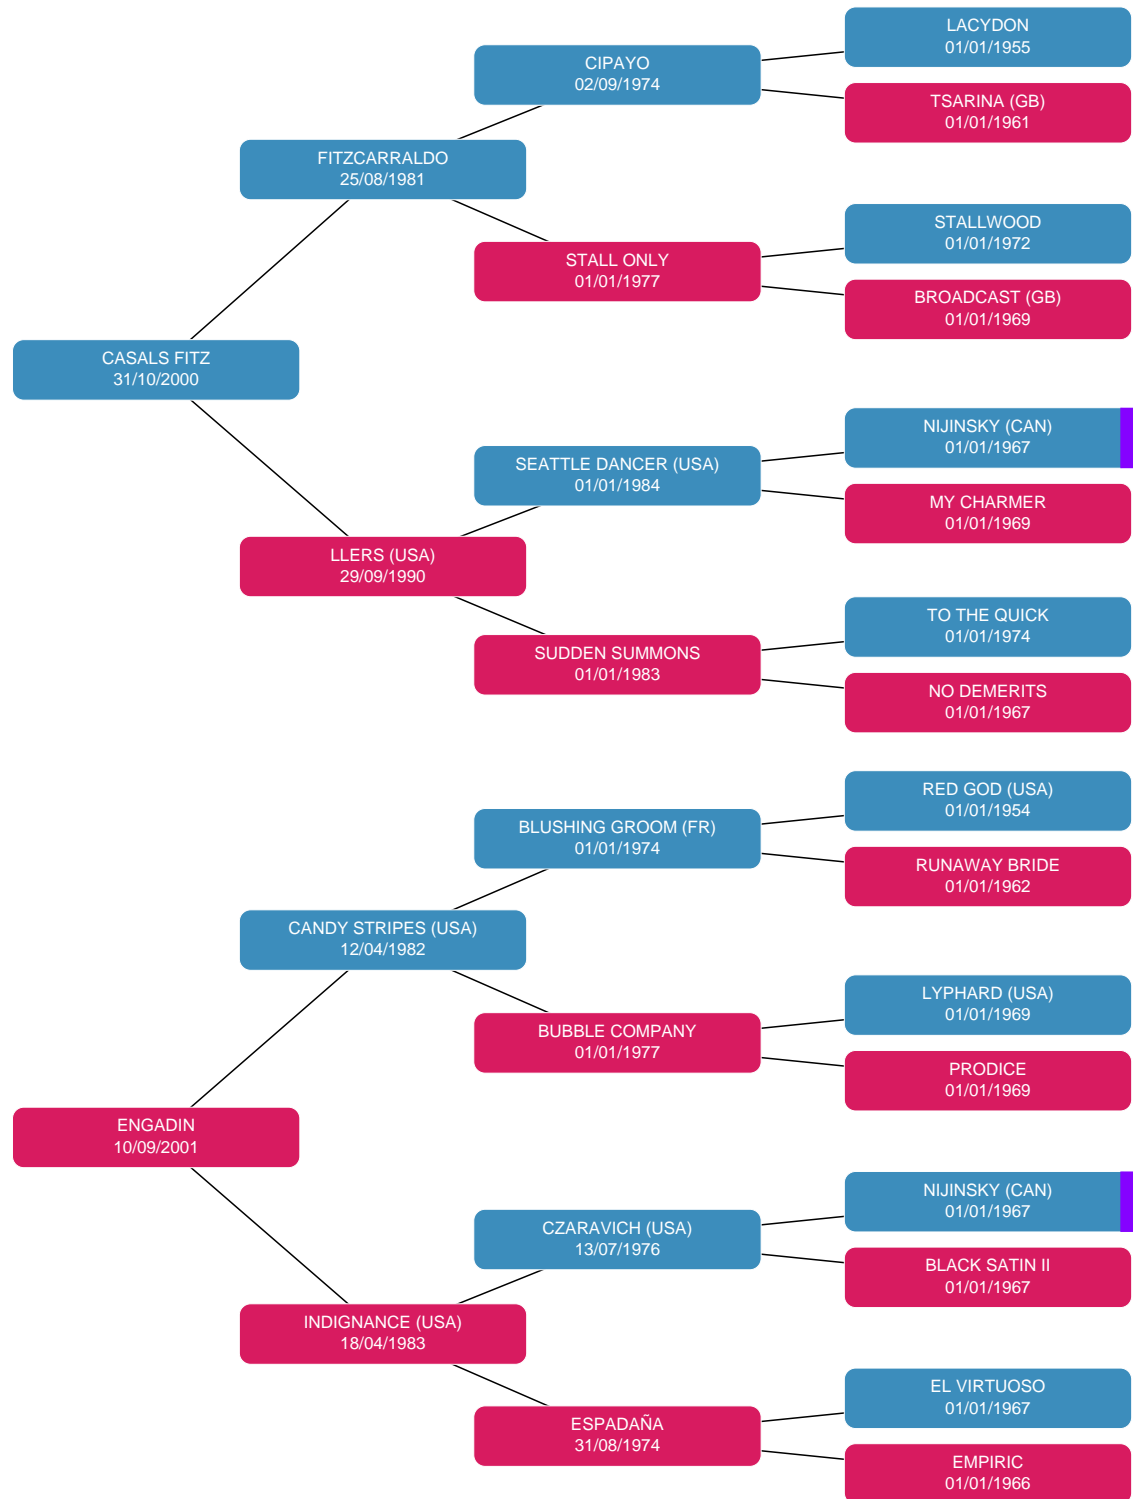 LACYDON
01/01/1955
CIPAYO
02/09/1974
TSARINA (GB)
01/01/1961
FITZCARRALDO
25/08/1981
STALLWOOD
01/01/1972
STALL ONLY
01/01/1977
BROADCAST (GB)
01/01/1969
CASALS FITZ
31/10/2000
NIJINSKY (CAN)
01/01/1967
SEATTLE DANCER (USA)
01/01/1984
MY CHARMER
01/01/1969
LLERS (USA)
29/09/1990
TO THE QUICK
01/01/1974
SUDDEN SUMMONS
01/01/1983
NO DEMERITS
01/01/1967
RED GOD (USA)
01/01/1954
BLUSHING GROOM (FR)
01/01/1974
RUNAWAY BRIDE
01/01/1962
CANDY STRIPES (USA)
12/04/1982
LYPHARD (USA)
01/01/1969
BUBBLE COMPANY
01/01/1977
PRODICE
01/01/1969
ENGADIN
10/09/2001
NIJINSKY (CAN)
01/01/1967
CZARAVICH (USA)
13/07/1976
BLACK SATIN II
01/01/1967
INDIGNANCE (USA)
18/04/1983
EL VIRTUOSO
01/01/1967
ESPADAÑA
31/08/1974
EMPIRIC
01/01/1966